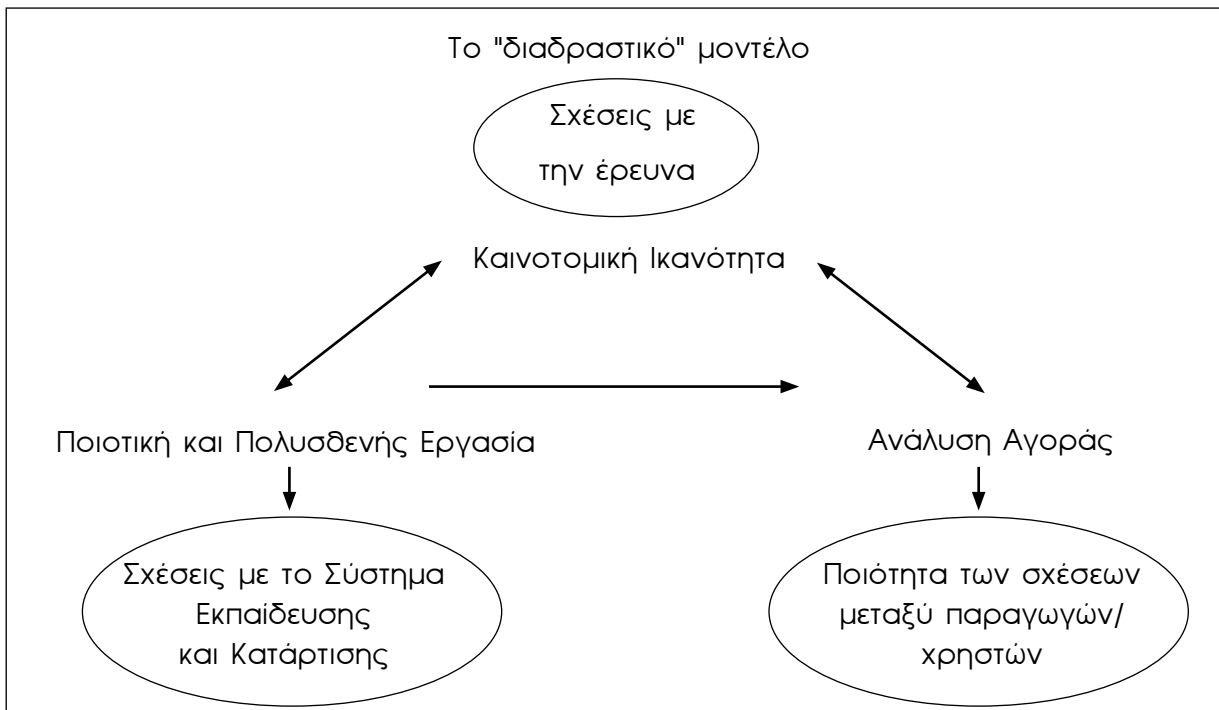 Το "διαδραστικό" μοντέλο
Σχέσεις με
την έρευνα
Καινοτομική Ικανότητα
Ποιοτική και Πολυσθενής Εργασία
Ανάλυση Αγοράς
Σχέσεις με το Σύστημα
Εκπαίδευσης
και Κατάρτισης
Ποιότητα των σχέσεων
μεταξύ παραγωγών/
χρηστών